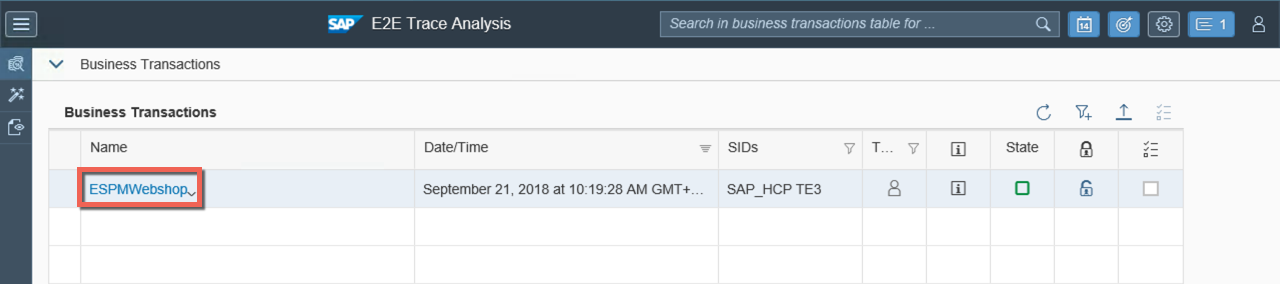 SAP E2E Trace Analysis Search in business transactions table for ... 14 1
Business Transactions
Business Transactions
Name Date/Time SIDs T... State
ESPMWebshop September 21, 2018 at 10:19:28 AM GMT+... SAP_HCP TE3